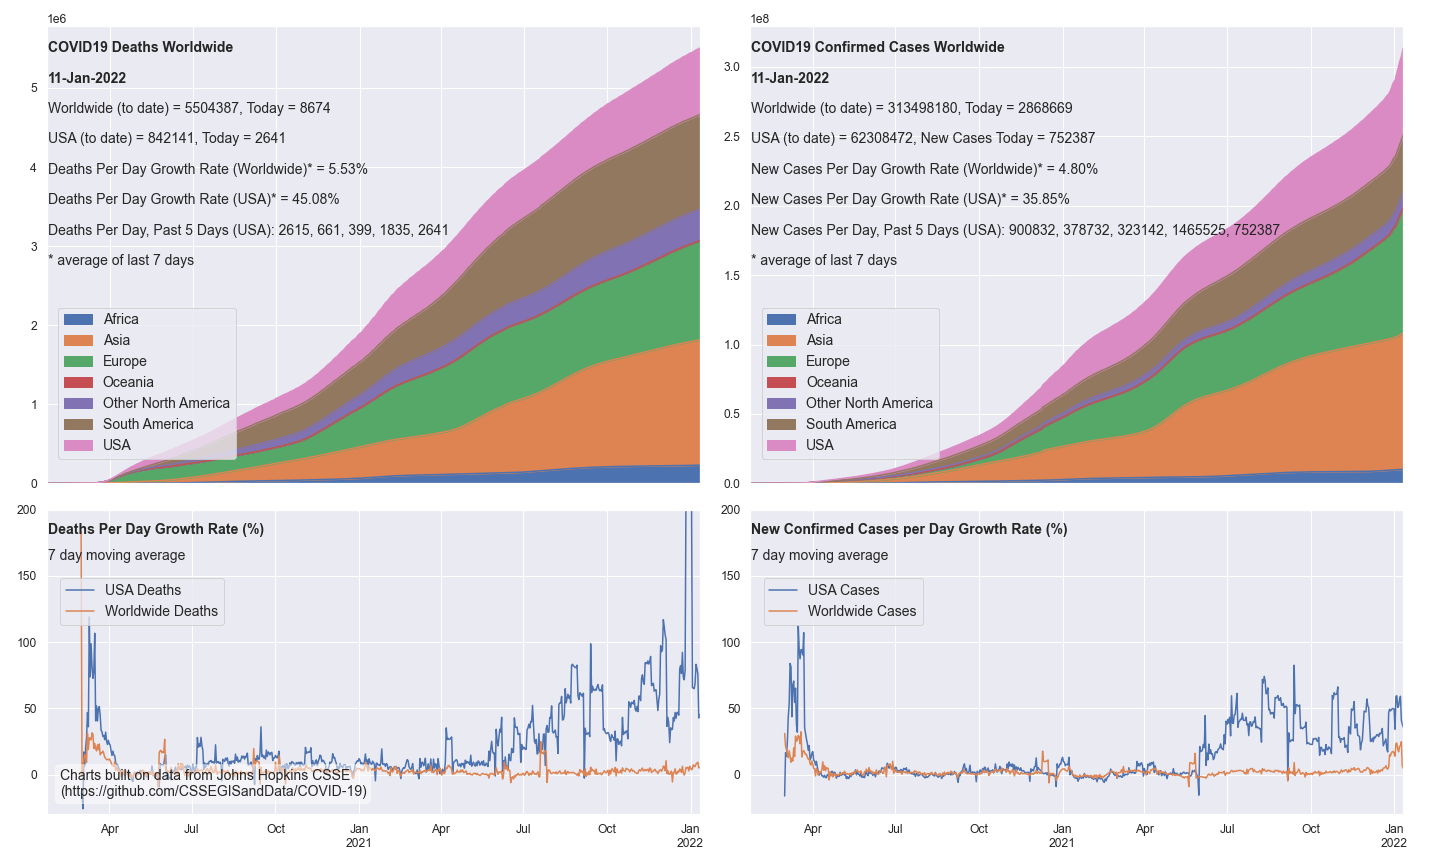 1e6
COVID19 Deaths Worldwide
11-Jan-2022
Worldwide (to date) = 5504387, Today = 8674
USA (to date) = 842141, Today = 2641
Deaths Per Day Growth Rate (Worldwide)* = 5.53%
Deaths Per Day Growth Rate (USA)* = 45.08%
Deaths Per Day, Past 5 Days (USA): 2615, 661, 399, 1835, 2641
* average of last 7 days
5
4
3
2
1
0
Africa
Asia
Europe
Oceania
Other North America
South America
USA
1e8
COVID19 Confirmed Cases Worldwide
11-Jan-2022
Worldwide (to date) = 313498180, Today = 2868669
USA (to date) = 62308472, New Cases Today = 752387
New Cases Per Day Growth Rate (Worldwide)* = 4.80%
New Cases Per Day Growth Rate (USA)* = 35.85%
New Cases Per Day, Past 5 Days (USA): 900832, 378732, 323142, 1465525, 752387
* average of last 7 days
3.0
2.5
2.0
1.5
1.0
0.5
0.0
Africa
Asia
Europe
Oceania
Other North America
South America
USA
Deaths Per Day Growth Rate (%)
7 day moving average
USA Deaths
Worldwide Deaths
200
150
100
50
0
Charts built on data from Johns Hopkins CSSE
(https://github.com/CSSEGISandData/COVID-19)
Apr Jul Oct Jan Apr Jul Oct Jan
2021 2022
New Confirmed Cases per Day Growth Rate (%)
7 day moving average
USA Cases
Worldwide Cases
200
150
100
50
0
Apr Jul Oct Jan Apr Jul Oct Jan
2021 2022